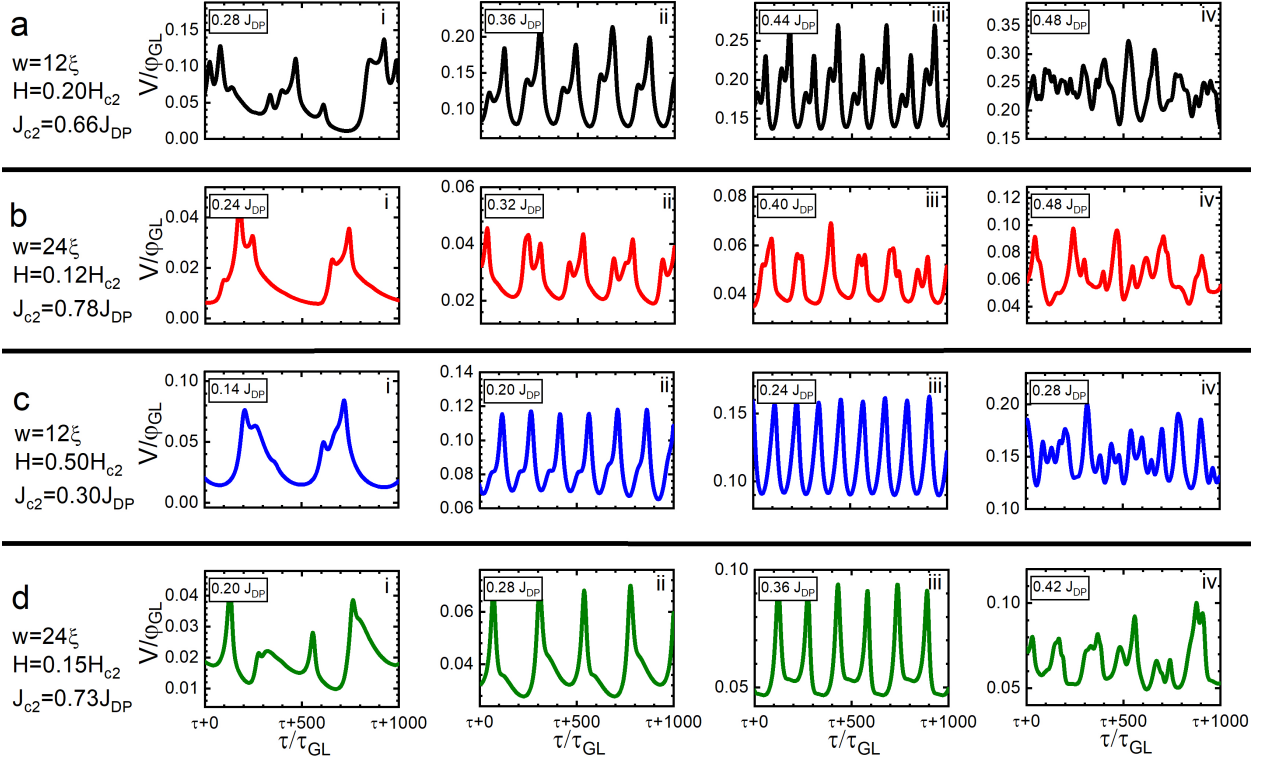 a
w=12ξ
H=0.20Hc2
Jc2=0.66JDP
V/φGL
0.28 JDP
i
0.15
0.10
0.05
0.00
0.36 JDP
ii
0.20
0.15
0.10
0.44 JDP
iii
0.25
0.20
0.15
0.48 JDP
iv
0.35
0.30
0.25
0.20
0.15
b
w=24ξ
H=0.12Hc2
Jc2=0.78JDP
V/φGL
0.24 JDP
i
0.04
0.02
0.00
0.32 JDP
ii
0.06
0.04
0.02
0.40 JDP
iii
0.08
0.06
0.04
0.48 JDP
iv
0.12
0.10
0.08
0.06
0.04
c
w=12ξ
H=0.50Hc2
Jc2=0.30JDP
V/φGL
0.14 JDP
i
0.10
0.05
0.00
0.20 JDP
ii
0.14
0.12
0.10
0.08
0.06
0.24 JDP
iii
0.15
0.10
0.28 JDP
iv
0.20
0.15
0.10
d
w=24ξ
H=0.15Hc2
Jc2=0.73JDP
V/φGL
0.20 JDP
i
0.04
0.03
0.02
0.01
τ+0 τ+500 τ+1000
τ/τGL
0.28 JDP
ii
0.06
0.04
τ+0 τ+500 τ+1000
τ/τGL
0.36 JDP
iii
0.10
0.05
τ+0 τ+500 τ+1000
τ/τGL
0.42 JDP
iv
0.10
0.05
τ+0 τ+500 τ+1000
τ/τGL